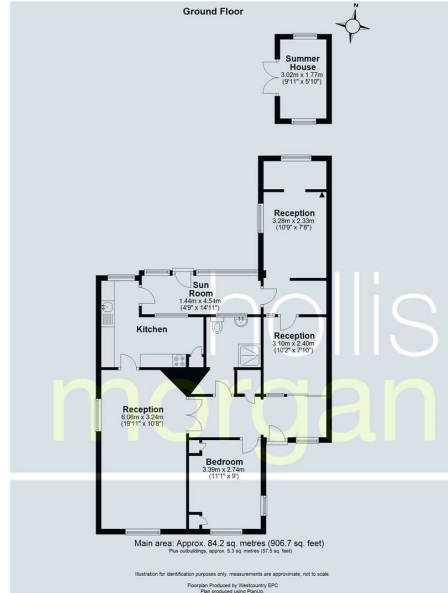 Ground Floor
N
Summer
House
3.02m x 1.77m
(9'11" x 5'10")
Reception
3.28m x 2.33m
(10'9" x 7'8")
Sun
Room
1.44m x 4.54m
(4'9" x 14'11")
hollis
Kitchen
Reception
3.10m x 2.40m
(10'2" x 7'10")
morgan
Reception
6.06m x 3.24m
(19'11" x 10'8")
Bedroom
3.39m x 2.74m
(11'1" x 9')
Main area: Approx. 84.2 sq. metres (906.7 sq. feet)
Plus outbuildings, approx. 5.3 sq. metres (57.5 sq. feet)
Illustration for identification purposes only, measurements are approximate, not to scale.
Floorplan Produced by Westcountry EPC
Plan produced using PlanUp.